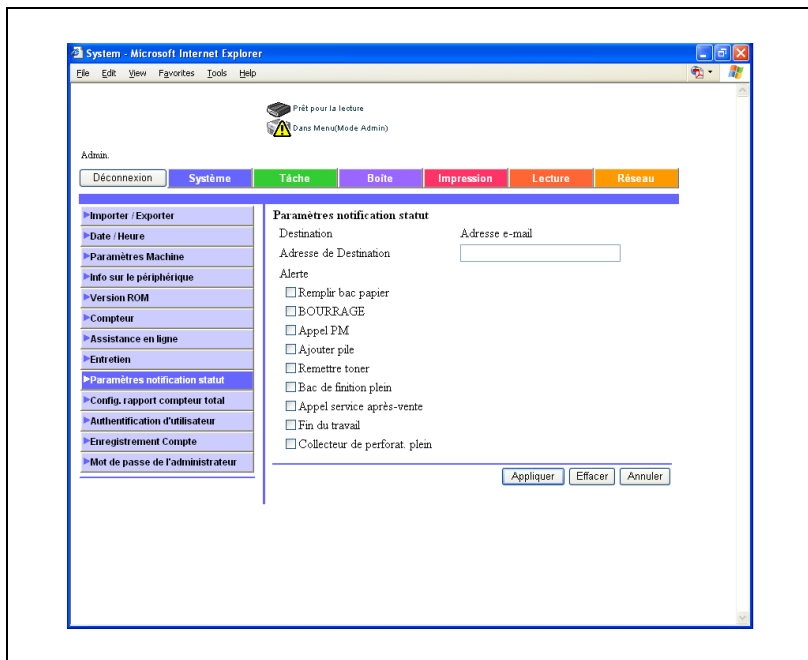 System - Microsoft Internet Explorer
File Edit View Favorites Tools Help
Prêt pour la lecture
Dans Menu(Mode Admin)
Admin.
Déconnexion Système Tâche Boîte Impression Lecture Réseau
Importer / Exporter
Date / Heure
Paramètres Machine
Info sur le périphérique
Version ROM
Compteur
Assistance en ligne
Entretien
Paramètres notification statut
Config. rapport compteur total
Authentification d'utilisateur
Enregistrement Compte
Mot de passe de l'administrateur
Paramètres notification statut
Destination Adresse e-mail
Adresse de Destination
Alerte
Remplir bac papier
BOURRAGE
Appel PM
Ajouter pile
Remettre toner
Bac de finition plein
Appel service après-vente
Fin du travail
Collecteur de perforat. plein
Appliquer Effacer Annuler